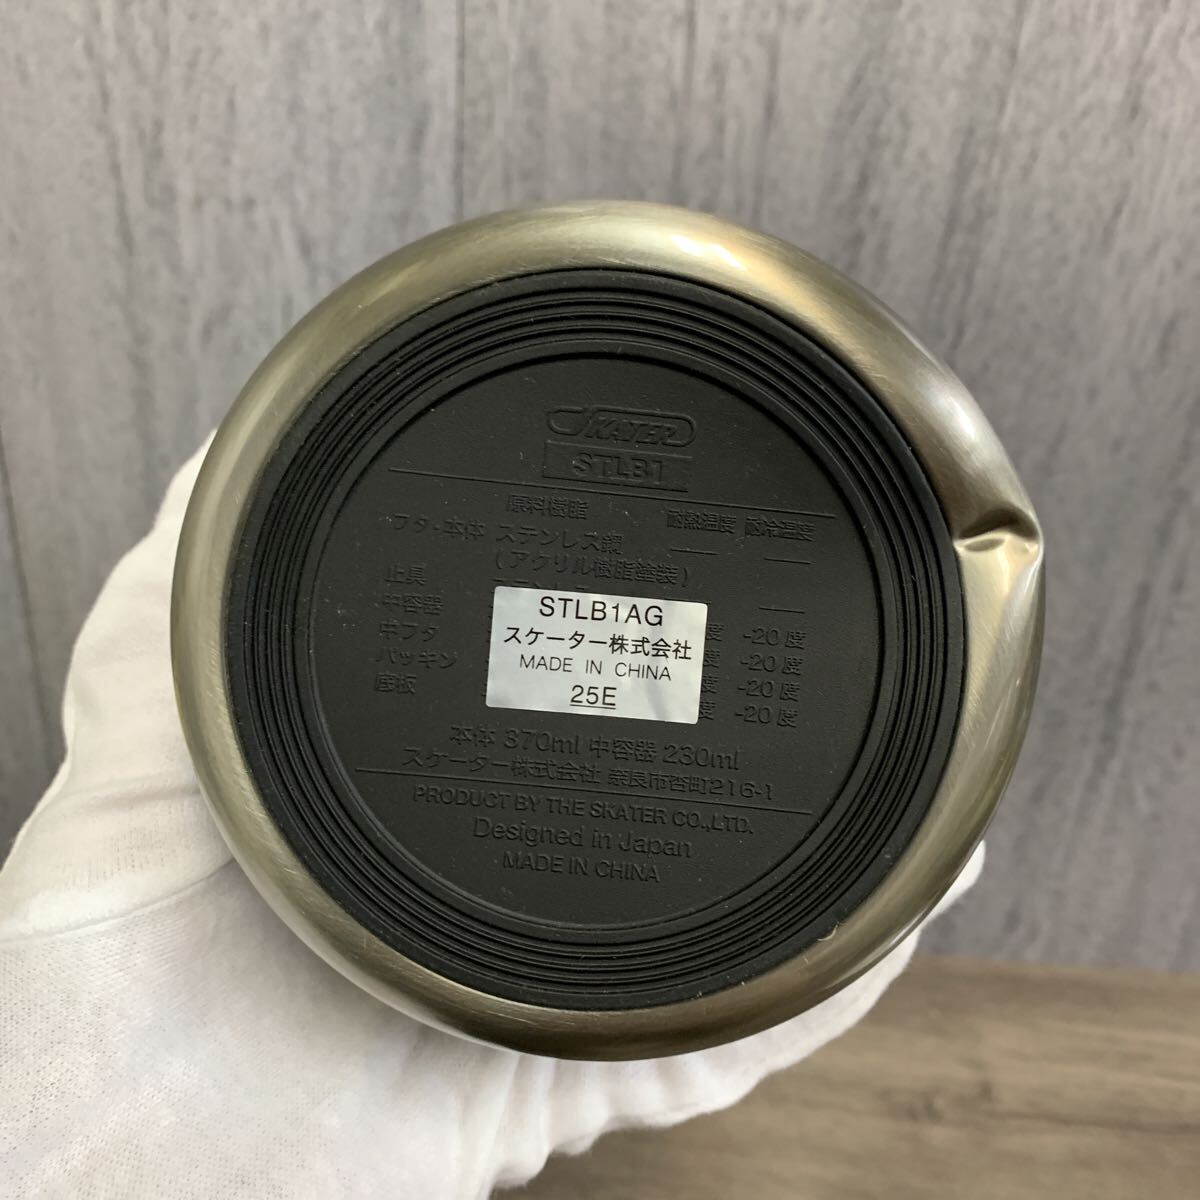 SKATER
STLB1
原料樹脂 耐熱温度 耐冷温度
フタ・本体 ステンレス鋼
(アクリル樹脂塗装)
止具
中容器 度 -20度
中フタ 度 -20度
パッキン 度 -20度
底板 度 -20度
STLB1AG
スケーター株式会社
MADE IN CHINA
25E
本体 370ml 中容器 230ml
スケーター株式会社 奈良市杏町216-1
PRODUCT BY THE SKATER CO.,LTD.
Designed in Japan
MADE IN CHINA